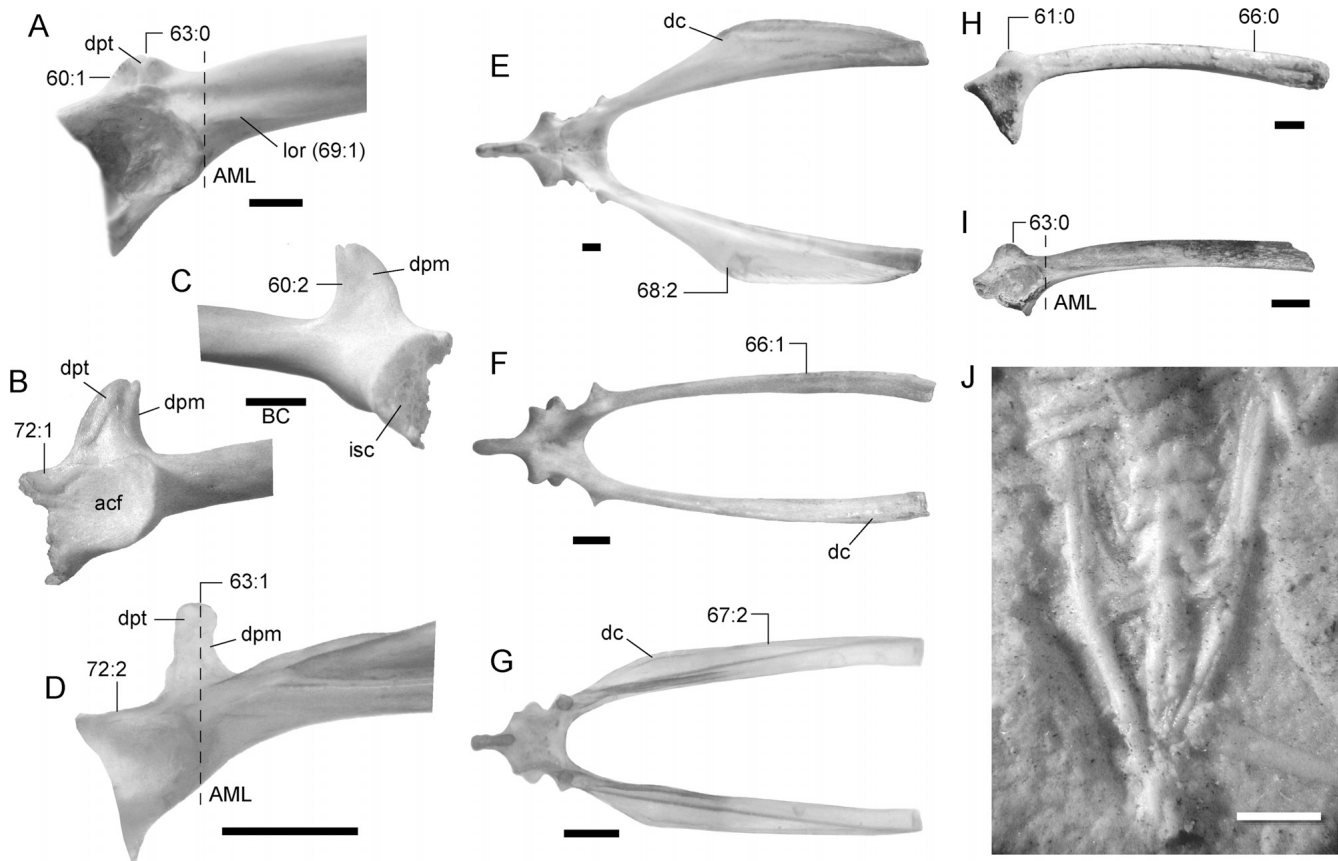 A
63:0
dpt
60:1
lor (69:1)
AML
C
60:2
dpm
BC
isc
B
dpt
dpm
72:1
acf
D
63:1
dpt
dpm
72:2
AML
E
dc
68:2
F
66:1
dc
G
dc
67:2
H
61:0
66:0
I
63:0
AML
J